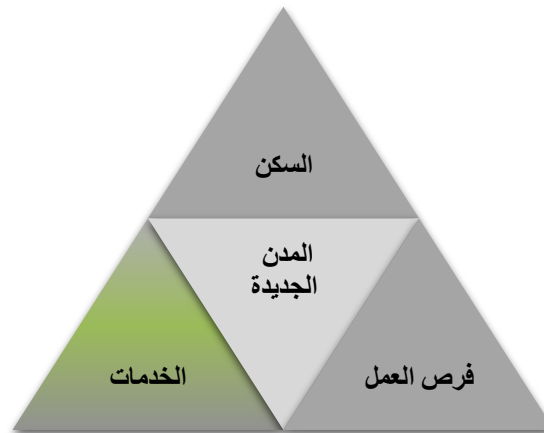 السكن
المدن
الجديدة
فرص العمل
الخدمات